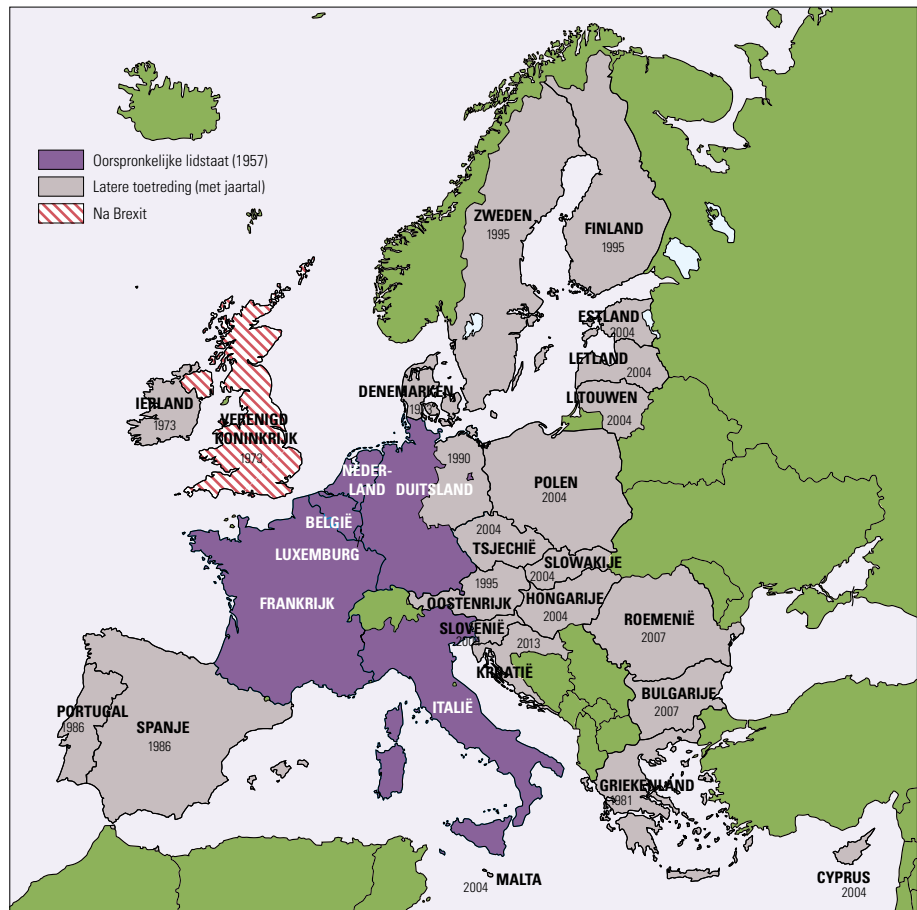 Oorspronkelijke lidstaat (1957)
Latere toetreding (met jaartal)
Na Brexit
ZWEDEN
1995
FINLAND
1995
ESTLAND
2004
LETLAND
2004
LITOUWEN
2004
DENEMARKEN
1973
IERLAND
1973
VERENIGD
KONINKRIJK
1973
NEDER-
LAND
DUITSLAND
1990
POLEN
2004
BELGIË
LUXEMBURG
2004
TSJECHIË
SLOWAKIJE
2004
FRANKRIJK
1995
OOSTENRIJK
HONGARIJE
2004
SLOVENIË
2004
2013
KROATIË
ROEMENIË
2007
BULGARIJE
2007
ITALIË
PORTUGAL
1986
SPANJE
1986
GRIEKENLAND
1981
MALTA
2004
CYPRUS
2004